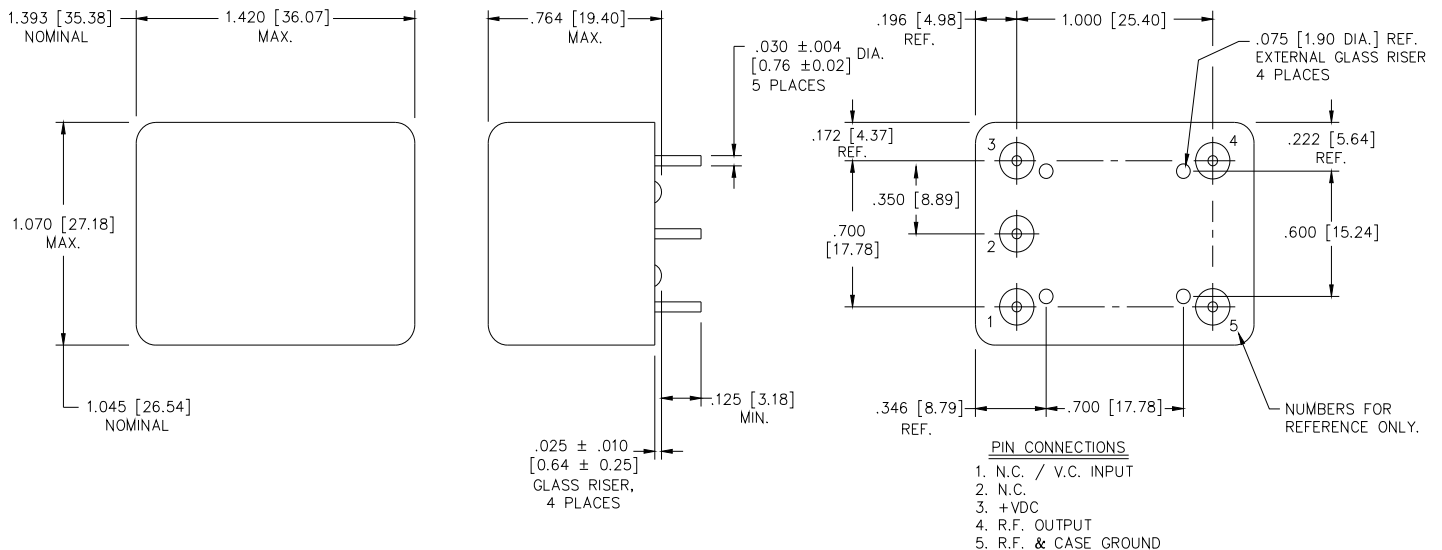 1.393 [35.38]
NOMINAL
1.420 [36.07]
MAX.
.764 [19.40]
MAX.
.030 ±.004 DIA.
[0.76 ±0.02]
5 PLACES
.196 [4.98]
REF.
1.000 [25.40]
.075 [1.90 DIA.] REF.
EXTERNAL GLASS RISER
4 PLACES
.172 [4.37]
REF.
.222 [5.64]
REF.
3
4
.350 [8.89]
1.070 [27.18]
MAX.
.700
[17.78]
2
.600 [15.24]
1
5
1.045 [26.54]
NOMINAL
.125 [3.18]
MIN.
.346 [8.79]
REF.
.700 [17.78]
NUMBERS FOR
REFERENCE ONLY.
.025 ± .010
[0.64 ± 0.25]
GLASS RISER,
4 PLACES
PIN CONNECTIONS
1. N.C. / V.C. INPUT
2. N.C.
3. +VDC
4. R.F. OUTPUT
5. R.F. & CASE GROUND